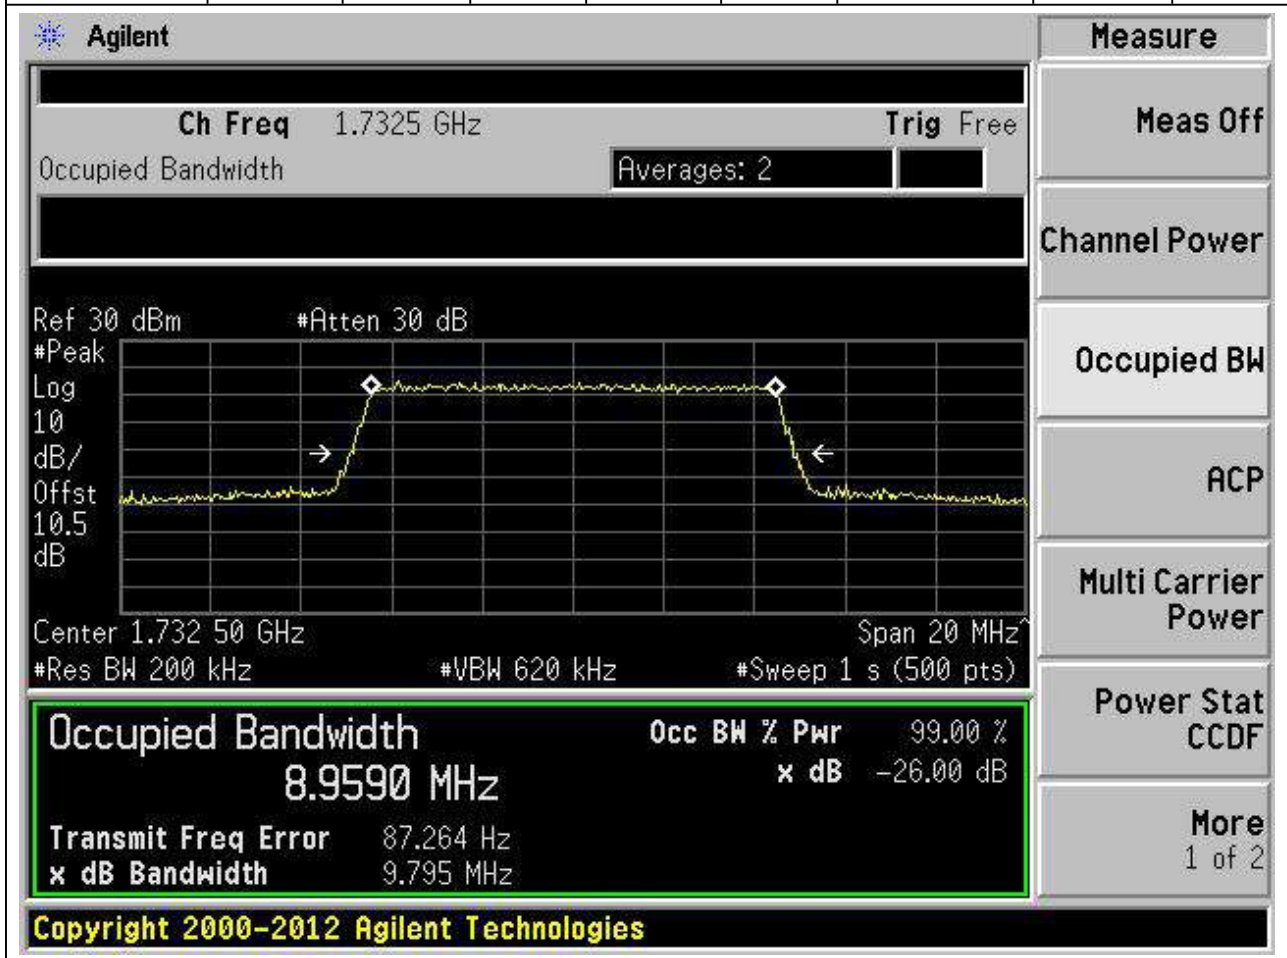 Agilent
Measure
Ch Freq 1.7325 GHz Trig Free
Occupied Bandwidth Averages: 2
Meas Off
Channel Power
Occupied BW
ACP
Multi Carrier
Power
Power Stat
CCDF
More
1 of 2
Ref 30 dBm #Atten 30 dB
#Peak
Log
10
dB/
Offst
10.5
dB
Center 1.732 50 GHz Span 20 MHz^
#Res BW 200 kHz #VBW 620 kHz #Sweep 1 s (500 pts)
Occupied Bandwidth Occ BW % Pwr 99.00 %
8.9590 MHz x dB -26.00 dB
Transmit Freq Error 87.264 Hz
x dB Bandwidth 9.795 MHz
Copyright 2000-2012 Agilent Technologies